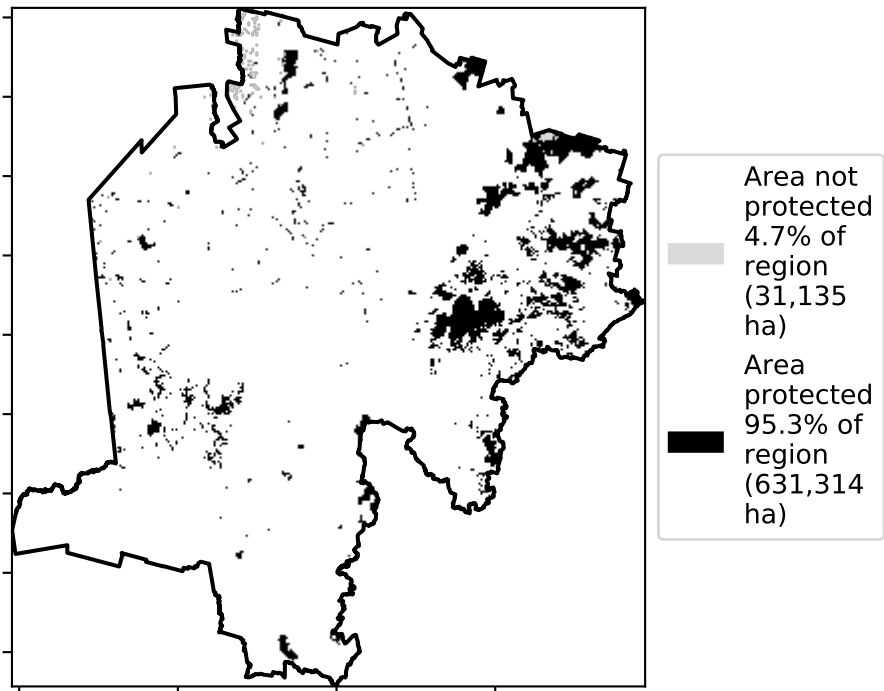 Area not
protected
4.7% of
region
(31,135
ha)
Area
protected
95.3% of
region
(631,314
ha)